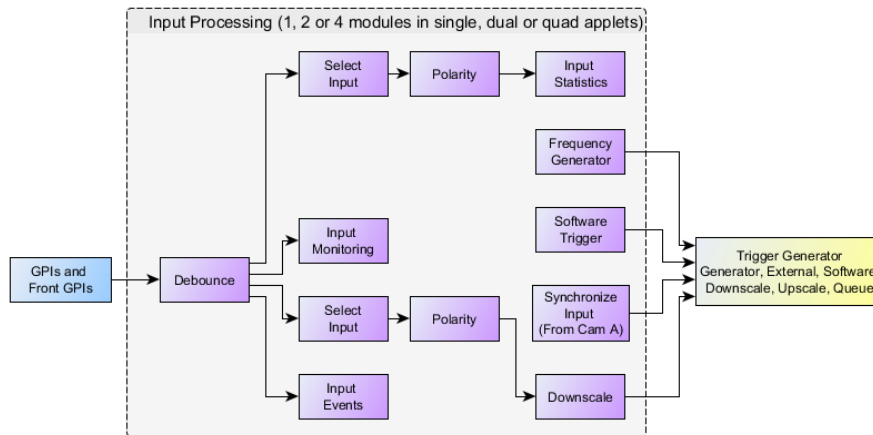 Input Processing (1, 2 or 4 modules in single, dual or quad applets)
Select
Input
Polarity
Input
Statistics
Frequency
Generator
Input
Monitoring
Software
Trigger
GPIs and
Front GPIs
Debounce
Trigger Generator
Generator, External, Software
Downscale, Upscale, Queue
Select
Input
Polarity
Synchronize
Input
(From Cam A)
Input
Events
Downscale